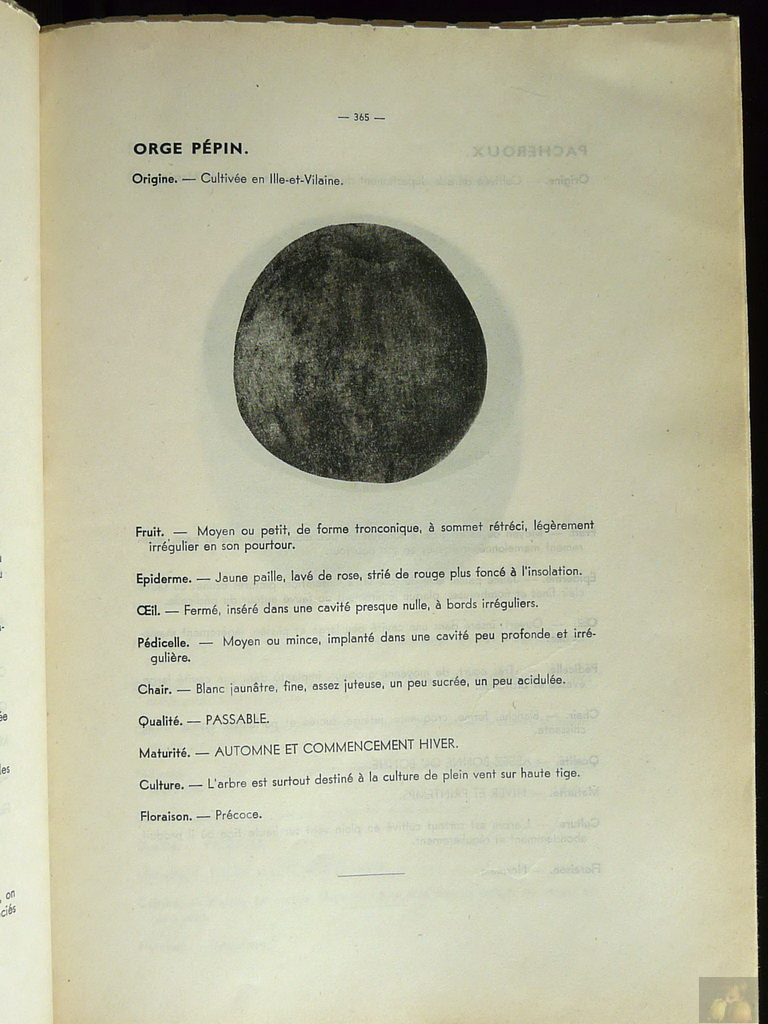 — 365 —
ORGE PÉPIN.
Origine. — Cultivée en Ille-et-Vilaine.
Fruit. — Moyen ou petit, de forme tronconique, à sommet rétréci, légèrement
irrégulier en son pourtour.
Epiderme. — Jaune paille, lavé de rose, strié de rouge plus foncé à l'insolation.
Œil. — Fermé, inséré dans une cavité presque nulle, à bords irréguliers.
Pédicelle. — Moyen ou mince, implanté dans une cavité peu profonde et irré-
gulière.
Chair. — Blanc jaunâtre, fine, assez juteuse, un peu sucrée, un peu acidulée.
Qualité. — PASSABLE.
Maturité. — AUTOMNE ET COMMENCEMENT HIVER.
Culture. — L'arbre est surtout destiné à la culture de plein vent sur haute tige.
Floraison. — Précoce.